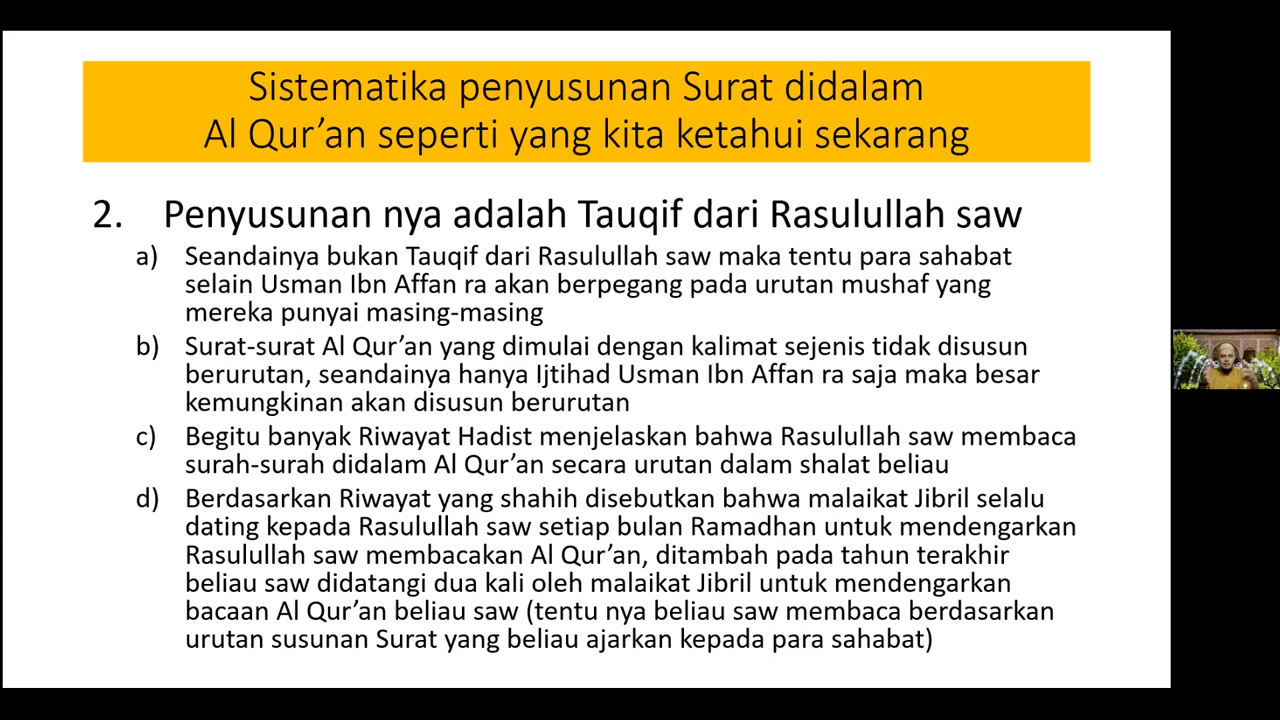 Sistematika penyusunan Surat didalam
Al Qur’an seperti yang kita ketahui sekarang
2. Penyusunan nya adalah Tauqif dari Rasulullah saw
a) Seandainya bukan Tauqif dari Rasulullah saw maka tentu para sahabat
selain Usman Ibn Affan ra akan berpegang pada urutan mushaf yang
mereka punyai masing-masing
b) Surat-surat Al Qur’an yang dimulai dengan kalimat sejenis tidak disusun
berurutan, seandainya hanya Ijtihad Usman Ibn Affan ra saja maka besar
kemungkinan akan disusun berurutan
c) Begitu banyak Riwayat Hadist menjelaskan bahwa Rasulullah saw membaca
surah-surah didalam Al Qur’an secara urutan dalam shalat beliau
d) Berdasarkan Riwayat yang shahih disebutkan bahwa malaikat Jibril selalu
dating kepada Rasulullah saw setiap bulan Ramadhan untuk mendengarkan
Rasulullah saw membacakan Al Qur’an, ditambah pada tahun terakhir
beliau saw didatangi dua kali oleh malaikat Jibril untuk mendengarkan
bacaan Al Qur’an beliau saw (tentu nya beliau saw membaca berdasarkan
urutan susunan Surat yang beliau ajarkan kepada para sahabat)